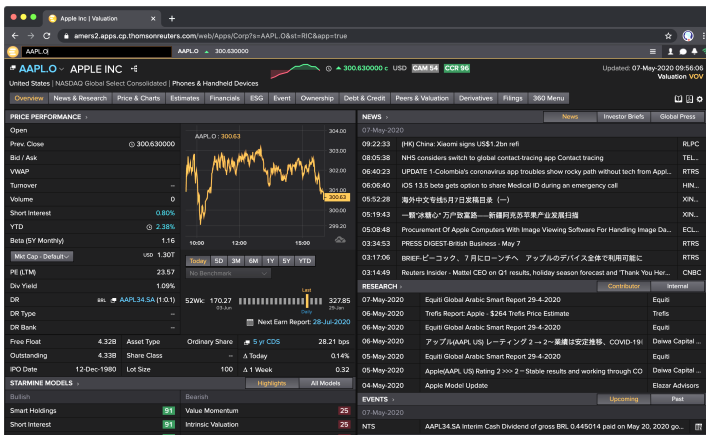 Apple Inc | Valuation
amers2.apps.cp.thomsonreuters.com/web/Apps/Corp?s=AAPL.O&st=RIC&app=true
AAPL.O
AAPL.O 300.630000
AAPL.O APPLE INC
300.630000 c USD CAM 54 CCR 96
Updated: 07-May-2020 09:56:06
United States | NASDAQ Global Select Consolidated | Phones & Handheld Devices
Valuation VOV
Overview News & Research Price & Charts Estimates Financials ESG Event Ownership Debt & Credit Peers & Valuation Derivatives Filings 360 Menu
PRICE PERFORMANCE
Open
Prev. Close 300.630000
Bid / Ask
VWAP
Turnover –
Volume 0
Short Interest 0.80%
YTD 2.38%
Beta (5Y Monthly) 1.16
Mkt Cap - Default USD 1.30T
PE (LTM) 23.57
Div Yield 1.09%
DR BRL AAPL34.SA (1:0.1)
DR Type –
DR Bank –
AAPL.O : 300.63
304.00
303.00
302.00
301.00
300.63
300.00
299.20
10:00 12:00 15:00
Today 5D 3M 6M 1Y 5Y YTD
No Benchmark
Last
52Wk: 170.27 327.85
03-Jun Daily
Next Earn Report: 28-Jul-2020
Free Float 4.32B Asset Type Ordinary Share 5 yr CDS 28.21 bps
Outstanding 4.33B Share Class – Δ Today 0.14%
IPO Date 12-Dec-1980 Lot Size 100 Δ 1 Week 0.32
STARMINE MODELS Highlights All Models
Bullish Bearish
Smart Holdings 91 Value Momentum 25
Short Interest 91 Intrinsic Valuation 25
NEWS News Investor Briefs Global Press
07-May-2020
09:22:33 (HK) China: Xiaomi signs US$1.2bn refi RLPC
08:05:38 NHS considers switch to global contact-tracing app Contact tracing TEL...
06:40:23 UPDATE 1-Colombia's coronavirus app troubles show rocky path without tech from Appl... RTRS
06:06:40 iOS 13.5 beta gets option to share Medical ID during an emergency call HIN...
05:52:28 海外中文专线5月7日发稿目录（一） XIN...
05:19:43 一颗"冰糖心"万户致富路——新疆阿克苏苹果产业发展扫描 XIN...
05:08:48 Procurement Of Apple Computers With Image Viewing Software For Handling Image Da... ECL...
03:34:53 PRESS DIGEST-British Business - May 7 RTRS
03:17:06 BRIEF-ピーコック、７月にローンチへ アップルのデバイス全体で利用可能に RTRS
03:14:49 Reuters Insider - Mattel CEO on Q1 results, holiday season forecast and 'Thank You Her... CNBC
RESEARCH Contributor Internal
07-May-2020 Equiti Global Arabic Smart Report 29-4-2020 Equiti
06-May-2020 Trefis Report: Apple - $264 Trefis Price Estimate Trefis
06-May-2020 Equiti Global Arabic Smart Report 29-4-2020 Equiti
06-May-2020 アップル(AAPL US) レーティング 2 → 2～業績は安定推移、COVID-19 Daiwa Capital ...
05-May-2020 Apple(AAPL US) Rating 2 >>> 2－Stable results and working through CO Daiwa Capital ...
04-May-2020 Apple Model Update Elazar Advisors
EVENTS Upcoming Past
07-May-2020
NTS AAPL34.SA Interim Cash Dividend of gross BRL 0.445014 paid on May 20, 2020 go...